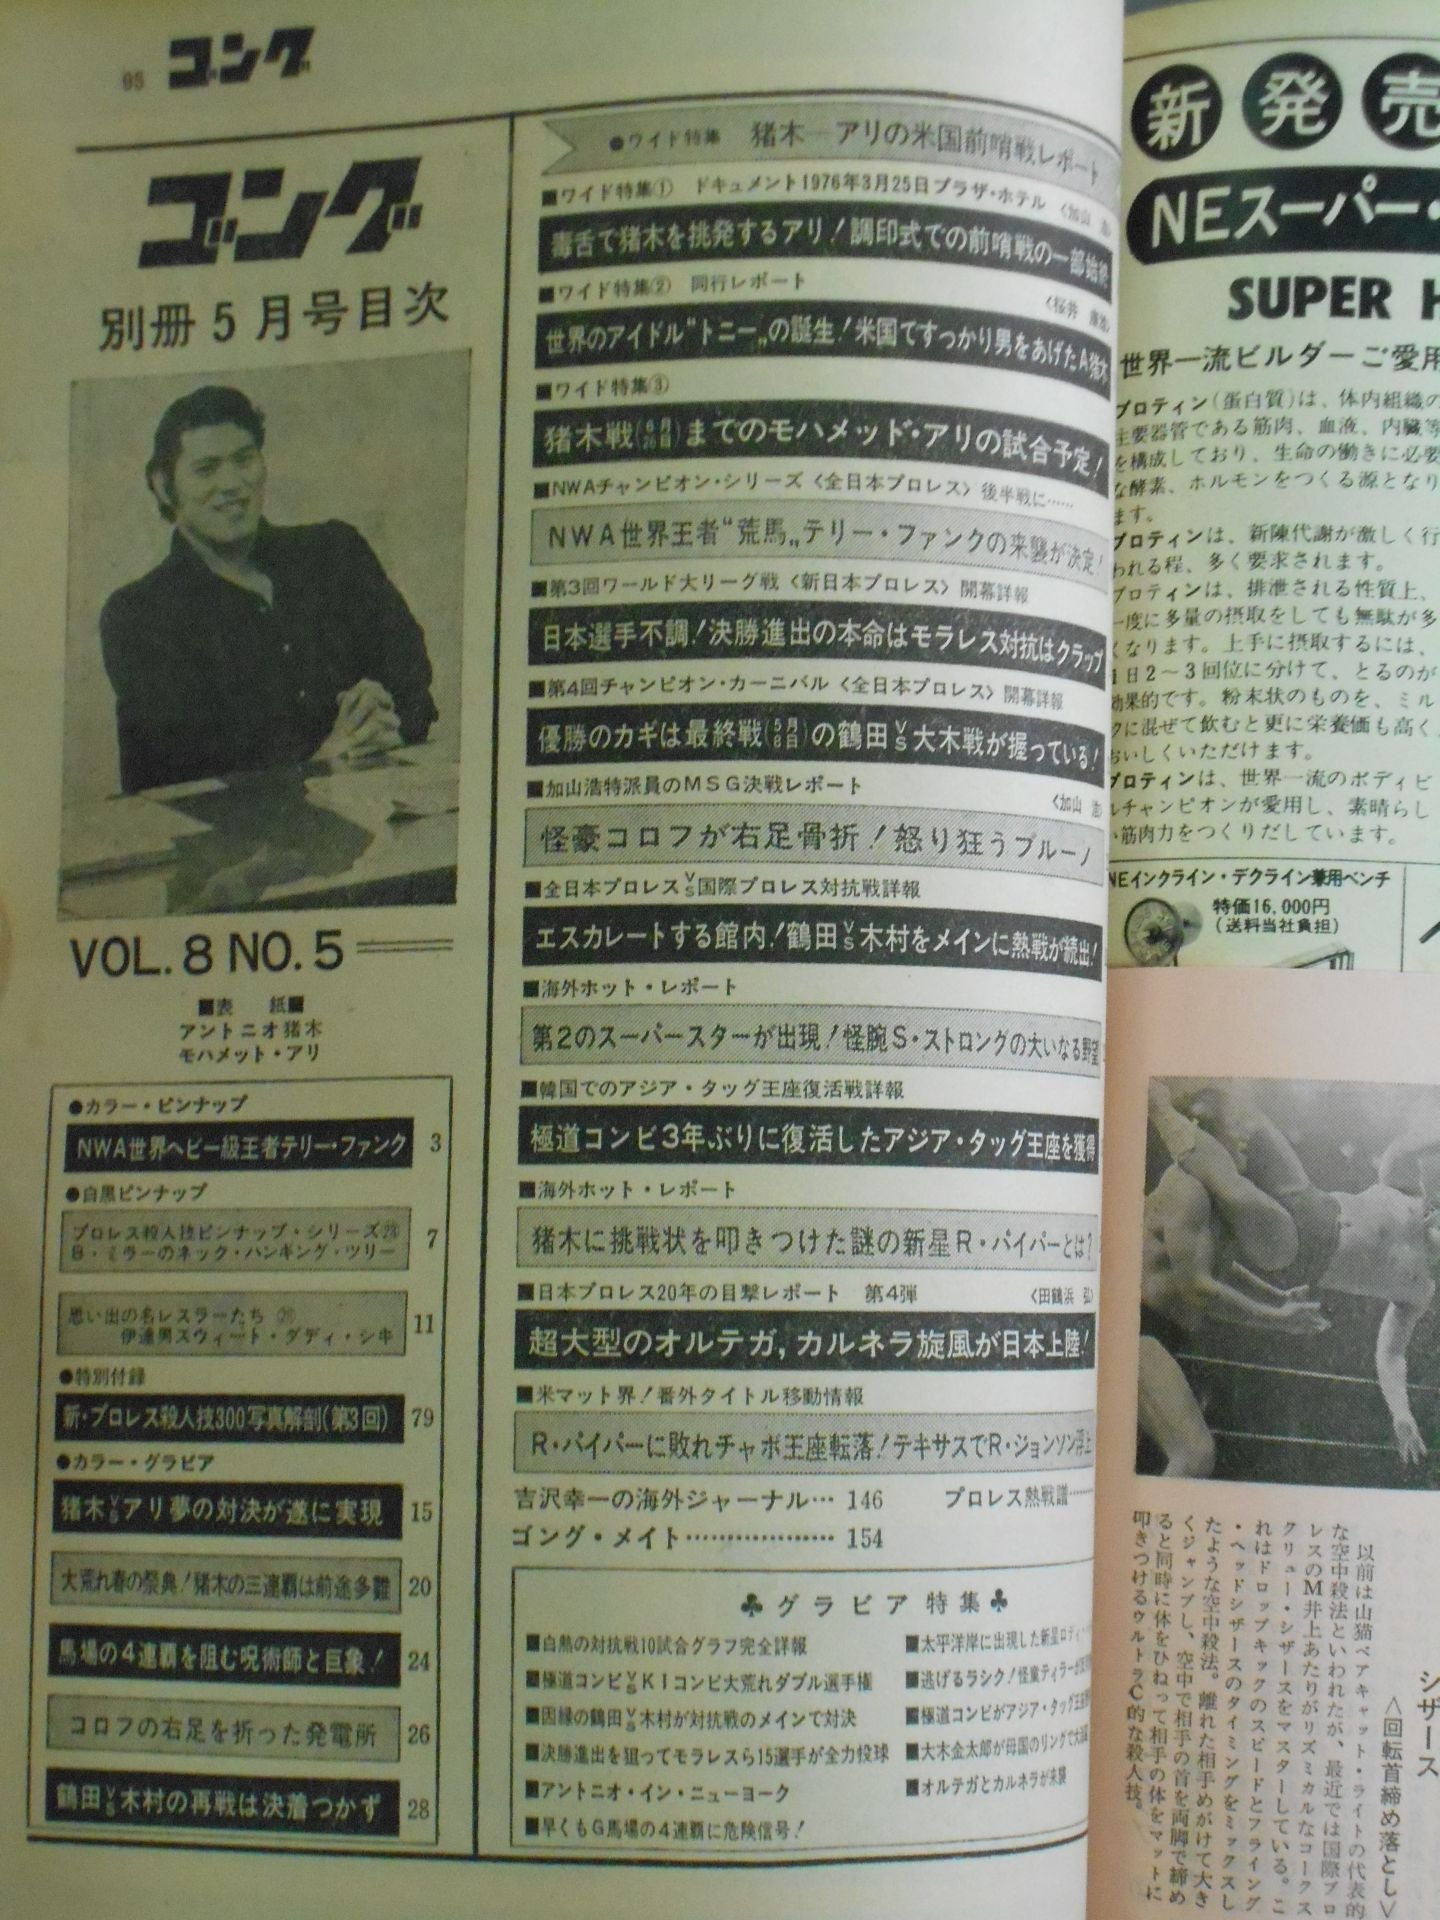 95 ゴング
ゴング
別冊5月号目次
VOL.8 NO.5
■表 紙■
アントニオ猪木
モハメット・アリ
●カラー・ピンナップ
NWA世界ヘビー級王者テリー・ファンク 3
●白黒ピンナップ
プロレス殺人技ピンナップ・シリーズ
B・ミラーのネック・ハンギング・ツリー 7
思い出の名レスラーたち
伊達男スウィート・ダディ・シキ 11
●特別付録
新・プロレス殺人技300写真解剖(第3回) 79
●カラー・グラビア
猪木VSアリ夢の対決が遂に実現 15
大荒れ春の祭典!猪木の三連覇は前途多難 20
馬場の4連覇を阻む呪術師と巨象! 24
コロフの右足を折った発電所 26
鶴田VS木村の再戦は決着つかず 28
●ワイド特集 猪木―アリの米国前哨戦レポート
■ワイド特集① ドキュメント1976年3月25日プラザ・ホテル <加山 浩>
毒舌で猪木を挑発するアリ!調印式での前哨戦の一部始終
■ワイド特集② 同行レポート <桜井
世界のアイドル“トニー„の誕生!米国ですっかり男をあげたA猪木
■ワイド特集③
猪木戦(6月26日)までのモハメッド・アリの試合予定!
■NWAチャンピオン・シリーズ<全日本プロレス>後半戦に……
NWA世界王者“荒馬„テリー・ファンクの来襲が決定!
■第3回ワールド大リーグ戦<新日本プロレス>開幕詳報
日本選手不調!決勝進出の本命はモラレス対抗はクラップ
■第4回チャンピオン・カーニバル<全日本プロレス>開幕詳報
優勝のカギは最終戦(5月8日)の鶴田VS大木戦が握っている!
■加山浩特派員のMSG決戦レポート <加山 浩>
怪豪コロフが右足骨折!怒り狂うブルーノ
■全日本プロレスVS国際プロレス対抗戦詳報
エスカレートする館内!鶴田VS木村をメインに熱戦が続出!
■海外ホット・レポート
第2のスーパースターが出現!怪腕S・ストロングの大いなる野望
■韓国でのアジア・タッグ王座復活戦詳報
極道コンビ3年ぶりに復活したアジア・タッグ王座を獲得
■海外ホット・レポート
猪木に挑戦状を叩きつけた謎の新星R・パイパーとは?
■日本プロレス20年の目撃レポート 第4弾 <田鶴浜 弘>
超大型のオルテガ,カルネラ旋風が日本上陸!
■米マット界!番外タイトル移動情報
R・パイパーに敗れチャボ王座転落!テキサスでR・ジョンソン浮上
吉沢幸一の海外ジャーナル… 146 プロレス熱戦譜……
ゴング・メイト……………… 154
♣グラビア特集♣
■白熱の対抗戦10試合グラフ完全詳報
■極道コンビVSKIコンビ大荒れダブル選手権
■因縁の鶴田VS木村が対抗戦のメインで対決
■決勝進出を狙ってモラレスら15選手が全力投球
■アントニオ・イン・ニューヨーク
■早くもG馬場の4連覇に危険信号!
■太平洋岸に出現した新星ロディ
■逃げるラシク!怪童テイラーが
■極道コンビがアジア・タッグ王座
■大木金太郎が母国のリングで大
■オルテガとカルネラが来襲
新発売
NEスーパー・
SUPER H
世界一流ビルダーご愛用
プロティン(蛋白質)は、体内組織の
主要器管である筋肉、血液、内臓等
を構成しており、生命の働きに必要
な酵素、ホルモンをつくる源となり
ます。
プロティンは、新陳代謝が激しく行
われる程、多く要求されます。
プロティンは、排泄される性質上、
一度に多量の摂取をしても無駄が多
くなります。上手に摂取するには、
1日2〜3回位に分けて、とるのが
効果的です。粉末状のものを、ミル
クに混ぜて飲むと更に栄養価も高く、
おいしくいただけます。
プロティンは、世界一流のボディビ
ルチャンピオンが愛用し、素晴らし
い筋肉力をつくりだしています。
NEインクライン・デクライン兼用ベンチ
特価16,000円
(送料当社負担)
シザース
<回転首締め落とし>
以前は山猫ベアキャット・ライトの代表的
な空中殺法といわれたが、最近では国際プロ
レスのM井上あたりがリズミカルなコークス
クリュー・シザースをマスターしている。こ
れはドロップキックのスピードとフライング
・ヘッドシザースのタイミングをミックスし
たような空中殺法。離れた相手めがけて大き
くジャンプし、空中で相手の首を両脚で締め
ると同時に体をひねって相手の体をマットに
叩きつけるウルトラC的な殺人技。